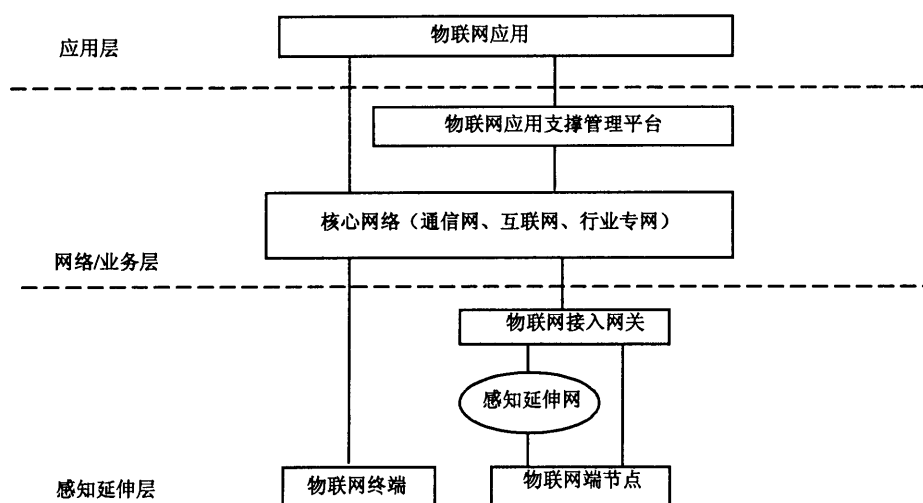 应用层
物联网应用
物联网应用支撑管理平台
核心网络（通信网、互联网、行业专网）
网络/业务层
物联网接入网关
感知延伸网
感知延伸层
物联网终端
物联网端节点